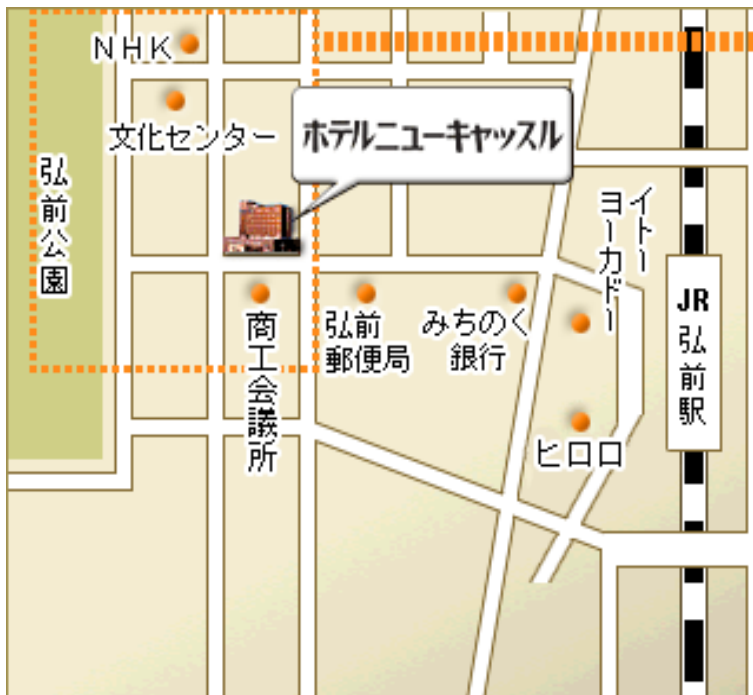 NHK
文化センター
ホテルニューキャッスル
弘前公園
イトー
ヨーカドー
JR
弘前駅
商工会議所
弘前
郵便局
みちのく
銀行
ヒロロ